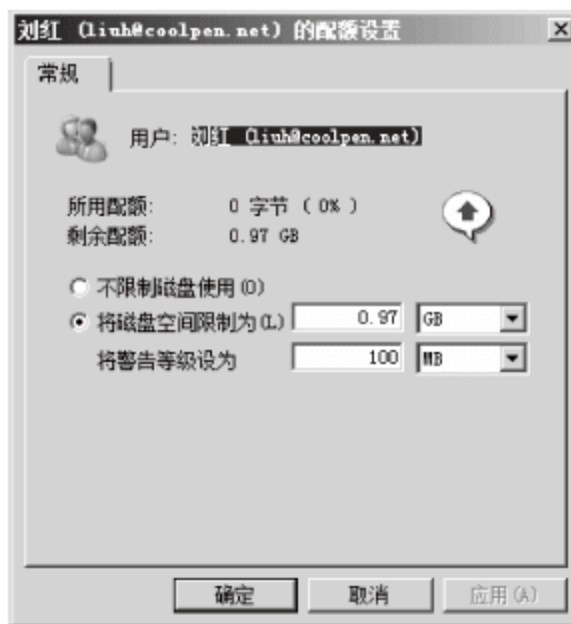 刘红 (liuh@coolpen.net) 的配额设置
常规
用户: 刘红 (liuh@coolpen.net)
所用配额: 0 字节 ( 0% )
剩余配额: 0.97 GB
不限制磁盘使用(O)
将磁盘空间限制为(L) 0.97 GB
将警告等级设为 100 MB
确定 取消 应用(A)